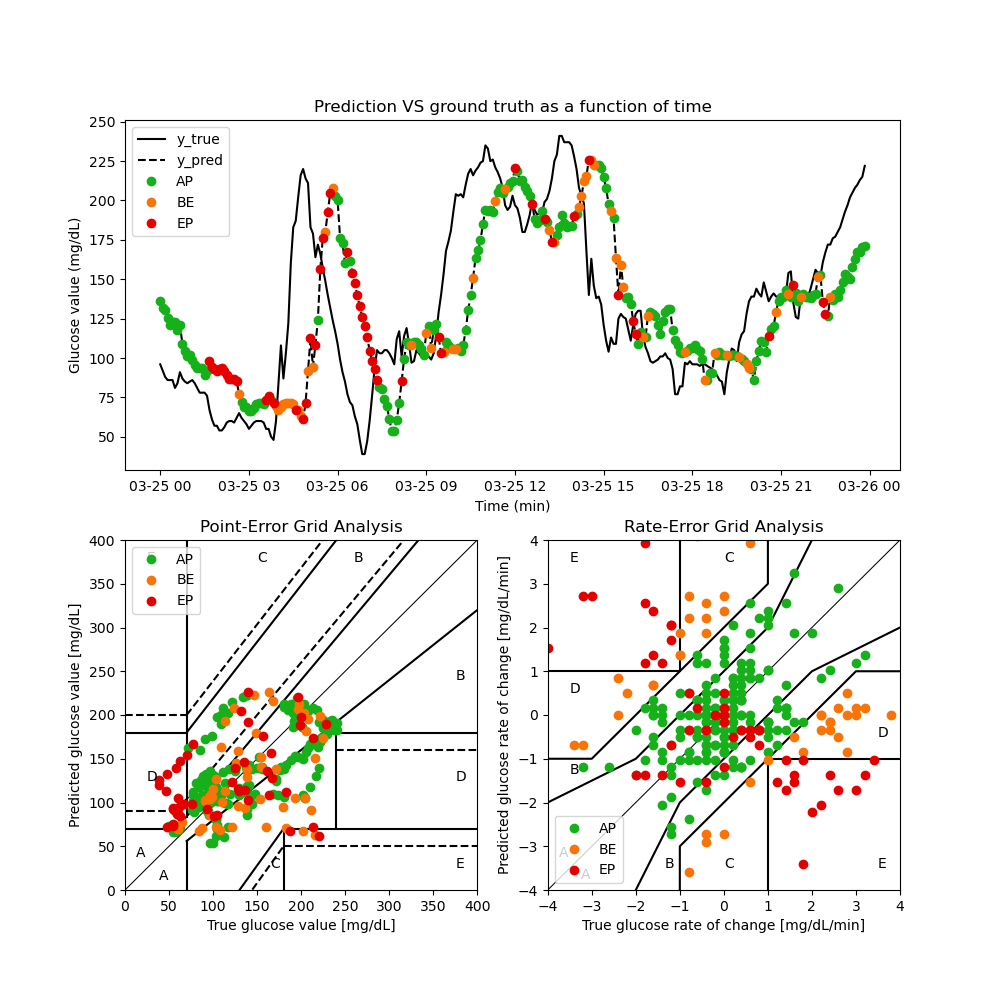 Prediction VS ground truth as a function of time
Glucose value (mg/dL)
250
225
200
175
150
125
100
75
50
y_true
y_pred
AP
BE
EP
03-25 00 03-25 03 03-25 06 03-25 09 03-25 12 03-25 15 03-25 18 03-25 21 03-26 00
Time (min)
Point-Error Grid Analysis
Predicted glucose value [mg/dL]
400
350
300
250
200
150
100
50
0
AP
BE
EP
E
C
B
B
D
D
A
A
C
E
0 50 100 150 200 250 300 350 400
True glucose value [mg/dL]
Rate-Error Grid Analysis
Predicted glucose rate of change [mg/dL/min]
4
3
2
1
0
−1
−2
−3
−4
E
C
D
D
B
A
A
B
C
E
AP
BE
EP
−4 −3 −2 −1 0 1 2 3 4
True glucose rate of change [mg/dL/min]